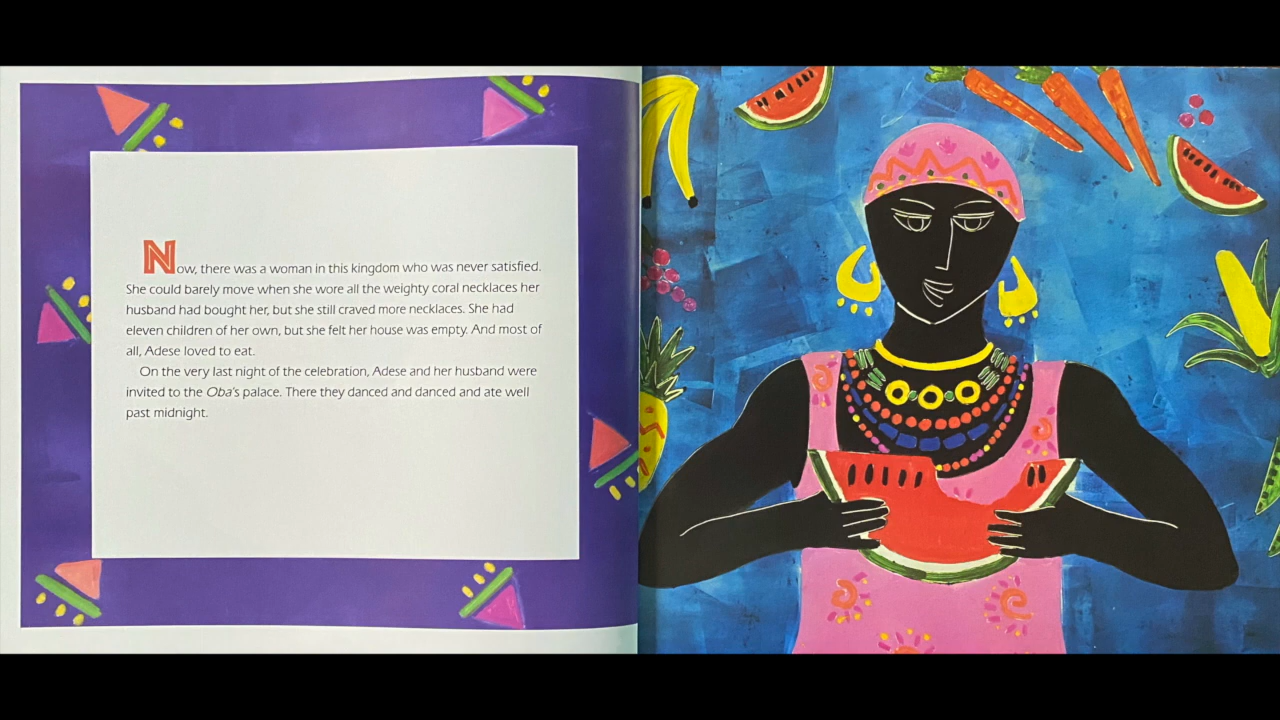 Now, there was a woman in this kingdom who was never satisfied.
She could barely move when she wore all the weighty coral necklaces her
husband had bought her, but she still craved more necklaces. She had
eleven children of her own, but she felt her house was empty. And most of
all, Adese loved to eat.
On the very last night of the celebration, Adese and her husband were
invited to the Oba's palace. There they danced and danced and ate well
past midnight.